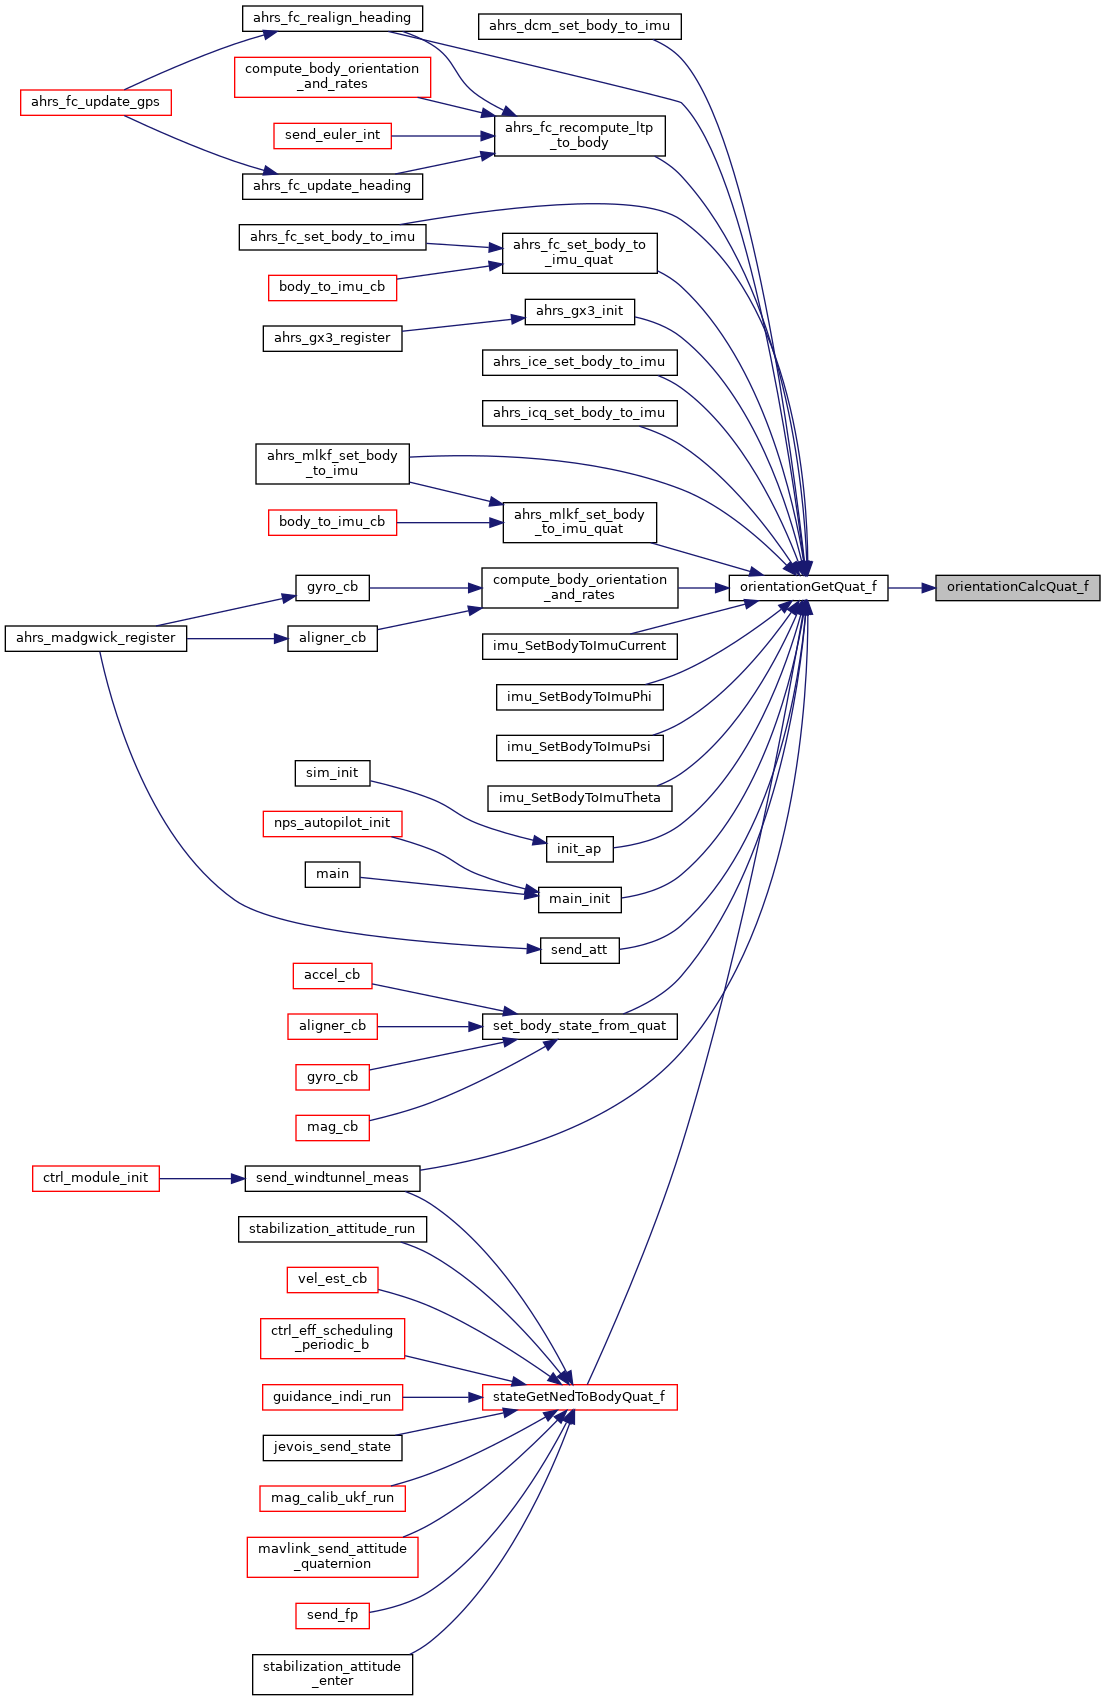 ahrs_fc_realign_heading
ahrs_dcm_set_body_to_imu
compute_body_orientation
_and_rates
ahrs_fc_update_gps
send_euler_int
ahrs_fc_recompute_ltp
_to_body
ahrs_fc_update_heading
ahrs_fc_set_body_to_imu
ahrs_fc_set_body_to
_imu_quat
body_to_imu_cb
ahrs_gx3_init
ahrs_gx3_register
ahrs_ice_set_body_to_imu
ahrs_icq_set_body_to_imu
ahrs_mlkf_set_body
_to_imu
ahrs_mlkf_set_body
_to_imu_quat
body_to_imu_cb
gyro_cb
compute_body_orientation
_and_rates
orientationGetQuat_f
orientationCalcQuat_f
ahrs_madgwick_register
aligner_cb
imu_SetBodyToImuCurrent
imu_SetBodyToImuPhi
imu_SetBodyToImuPsi
sim_init
imu_SetBodyToImuTheta
nps_autopilot_init
init_ap
main
main_init
send_att
accel_cb
aligner_cb
set_body_state_from_quat
gyro_cb
mag_cb
ctrl_module_init
send_windtunnel_meas
stabilization_attitude_run
vel_est_cb
ctrl_eff_scheduling
_periodic_b
guidance_indi_run
stateGetNedToBodyQuat_f
jevois_send_state
mag_calib_ukf_run
mavlink_send_attitude
_quaternion
send_fp
stabilization_attitude
_enter